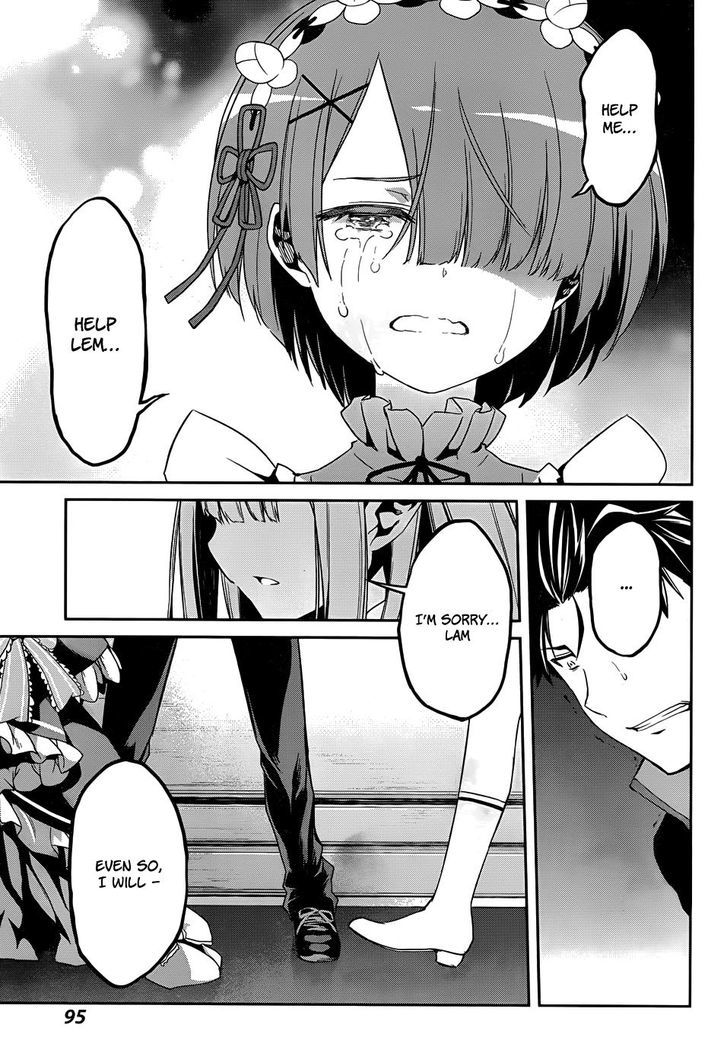 HELP
ME...
HELP
LEM...
...
I'M SORRY...
LAM
EVEN SO,
I WILL –
95